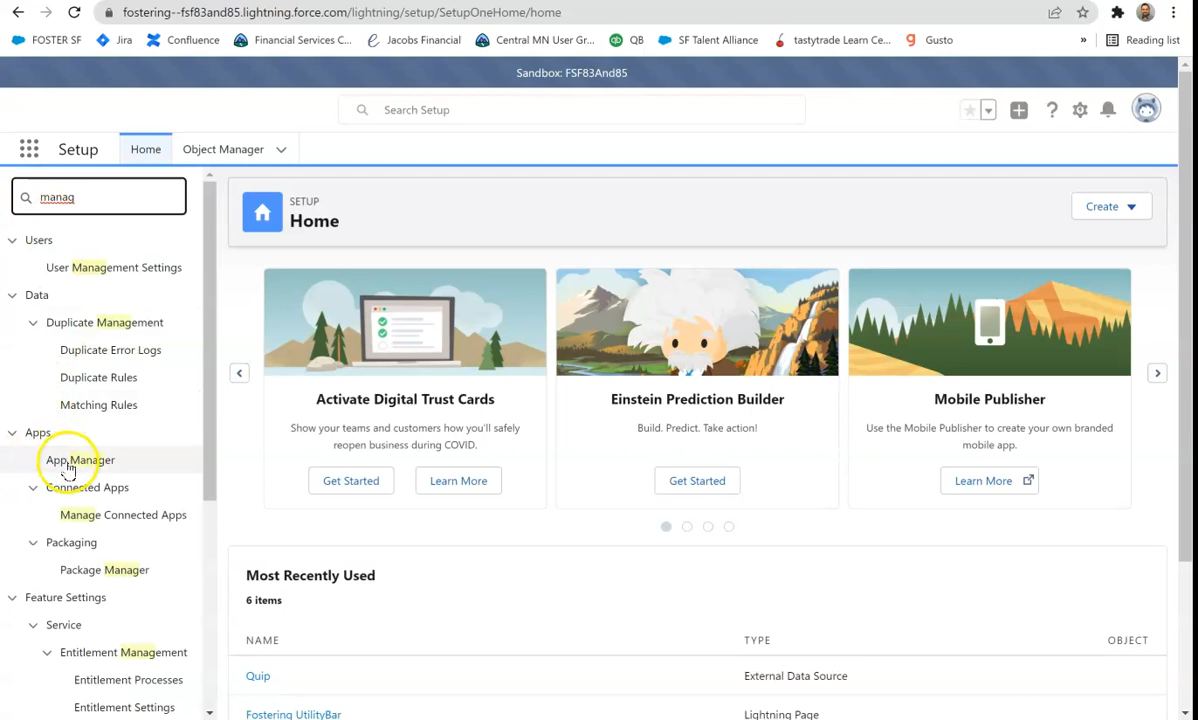 fostering--fsf83and85.lightning.force.com/lightning/setup/SetupOneHome/home
FOSTER SF
Jira
Confluence
Financial Services C...
Jacobs Financial
Central MN User Gr...
QB
SF Talent Alliance
tastytrade Learn Ce...
Gusto
»
Reading list
Sandbox: FSF83And85
Search Setup
Setup
Home
Object Manager
manag
Users
User Management Settings
Data
Duplicate Management
Duplicate Error Logs
Duplicate Rules
Matching Rules
Apps
App Manager
Connected Apps
Manage Connected Apps
Packaging
Package Manager
Feature Settings
Service
Entitlement Management
Entitlement Processes
Entitlement Settings
SETUP
Home
Create
Activate Digital Trust Cards
Show your teams and customers how you'll safely
reopen business during COVID.
Get Started
Learn More
Einstein Prediction Builder
Build. Predict. Take action!
Get Started
Mobile Publisher
Use the Mobile Publisher to create your own branded
mobile app.
Learn More
Most Recently Used
6 items
NAME
TYPE
OBJECT
Quip
External Data Source
Fostering UtilityBar
Lightning Page